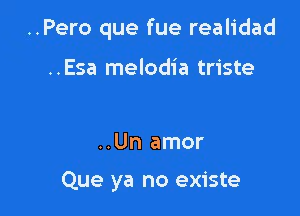 ..Pero que fue realidad
..Esa melodía triste
..Un amor
Que ya no existe